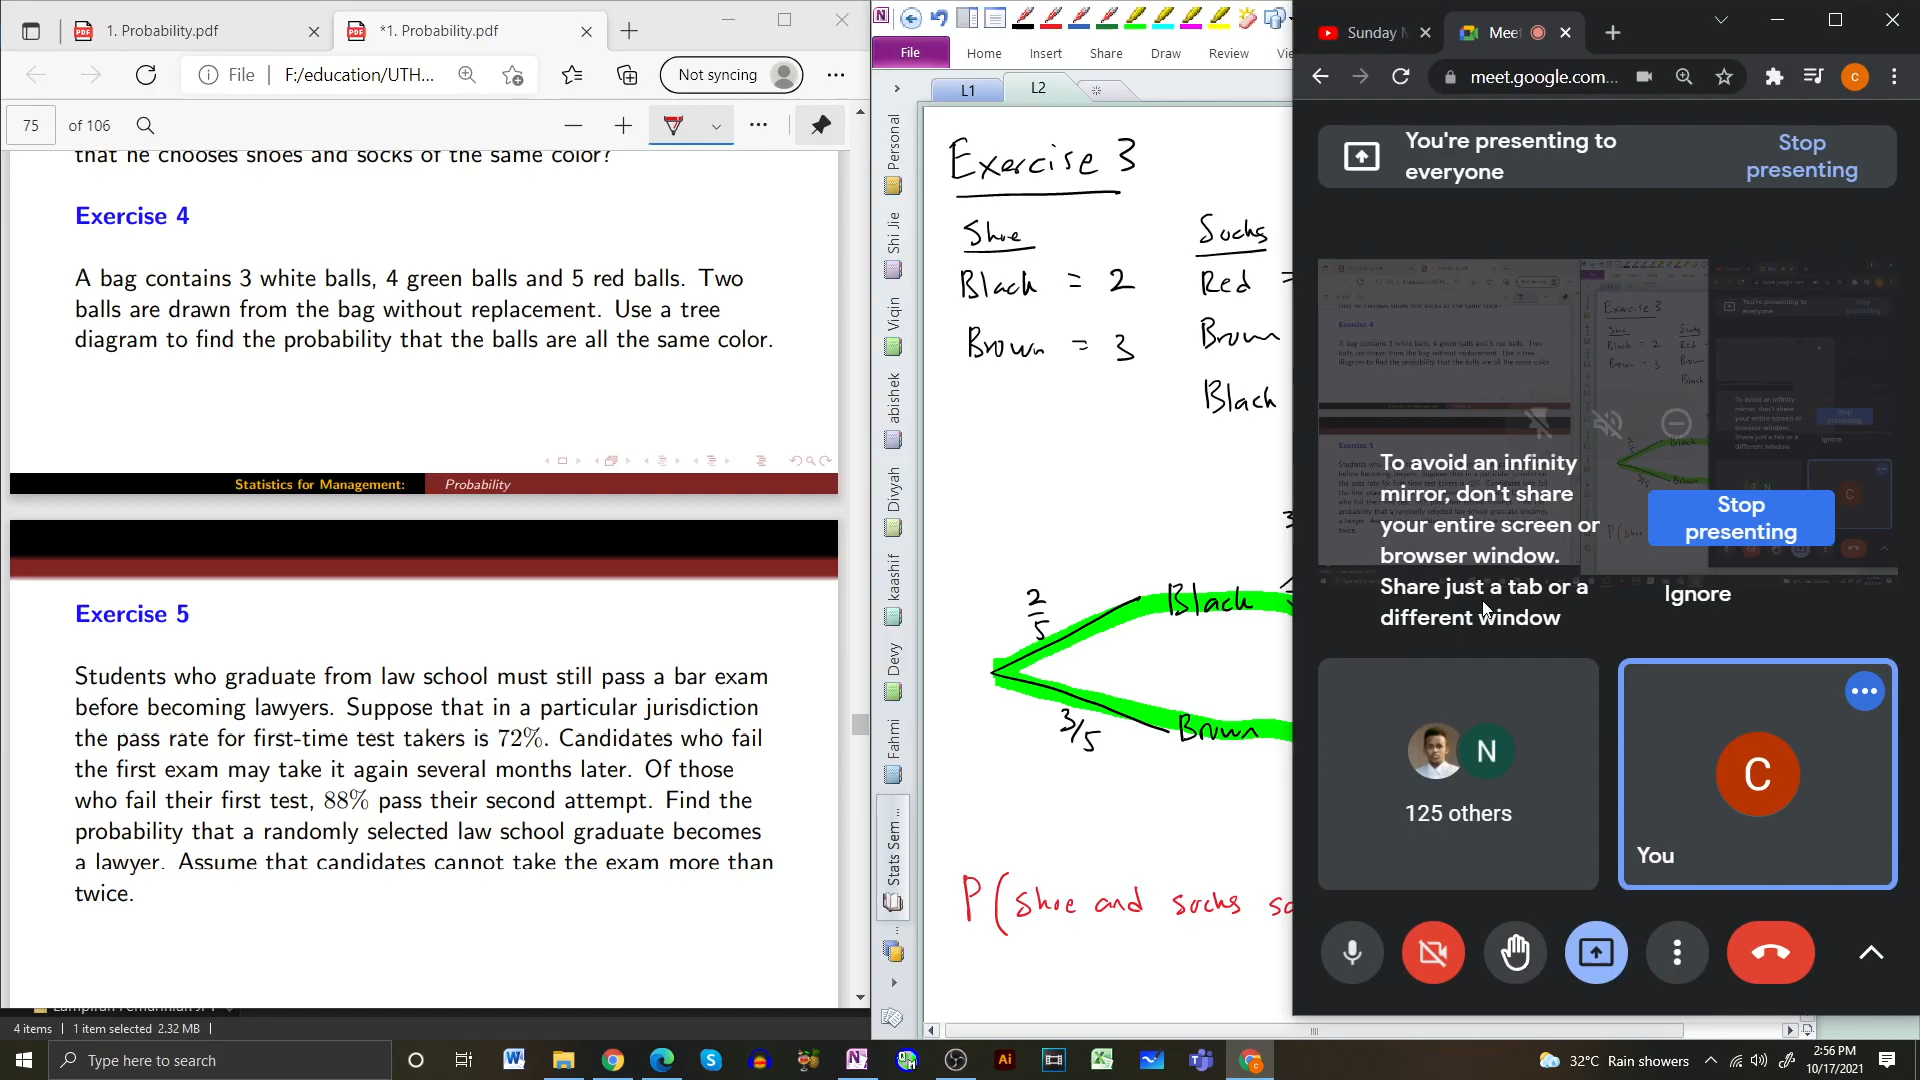 1. Probability.pdf
*1. Probability.pdf
File
F:/education/UTH...
Not syncing
75
of 106
that he chooses shoes and socks of the same color?
Exercise 4
A bag contains 3 white balls, 4 green balls and 5 red balls. Two
balls are drawn from the bag without replacement. Use a tree
diagram to find the probability that the balls are all the same color.
Statistics for Management:
Probability
Exercise 5
Students who graduate from law school must still pass a bar exam
before becoming lawyers. Suppose that in a particular jurisdiction
the pass rate for first-time test takers is 72%. Candidates who fail
the first exam may take it again several months later. Of those
who fail their first test, 88% pass their second attempt. Find the
probability that a randomly selected law school graduate becomes
a lawyer. Assume that candidates cannot take the exam more than
twice.
4 items
1 item selected 2.32 MB
File
Home
Insert
Share
Draw
Review
L1
L2
Personal
Shi Jie
Viqin
abishek
Divyah
kaashif
Devy
Fahmi
Stats Sem ...
Exercise 3
Shoe
Socks
Black = 2
Red =
Brown = 3
Brown
Black
2/5
Black
3/5
Brown
P(shoe and socks
Sunday
Meet
meet.google.com...
C
You're presenting to
everyone
Stop
presenting
To avoid an infinity
mirror, don't share
your entire screen or
browser window.
Share just a tab or a
different window
Stop
presenting
Ignore
N
125 others
C
You
Type here to search
32°C Rain showers
2:56 PM
10/17/2021